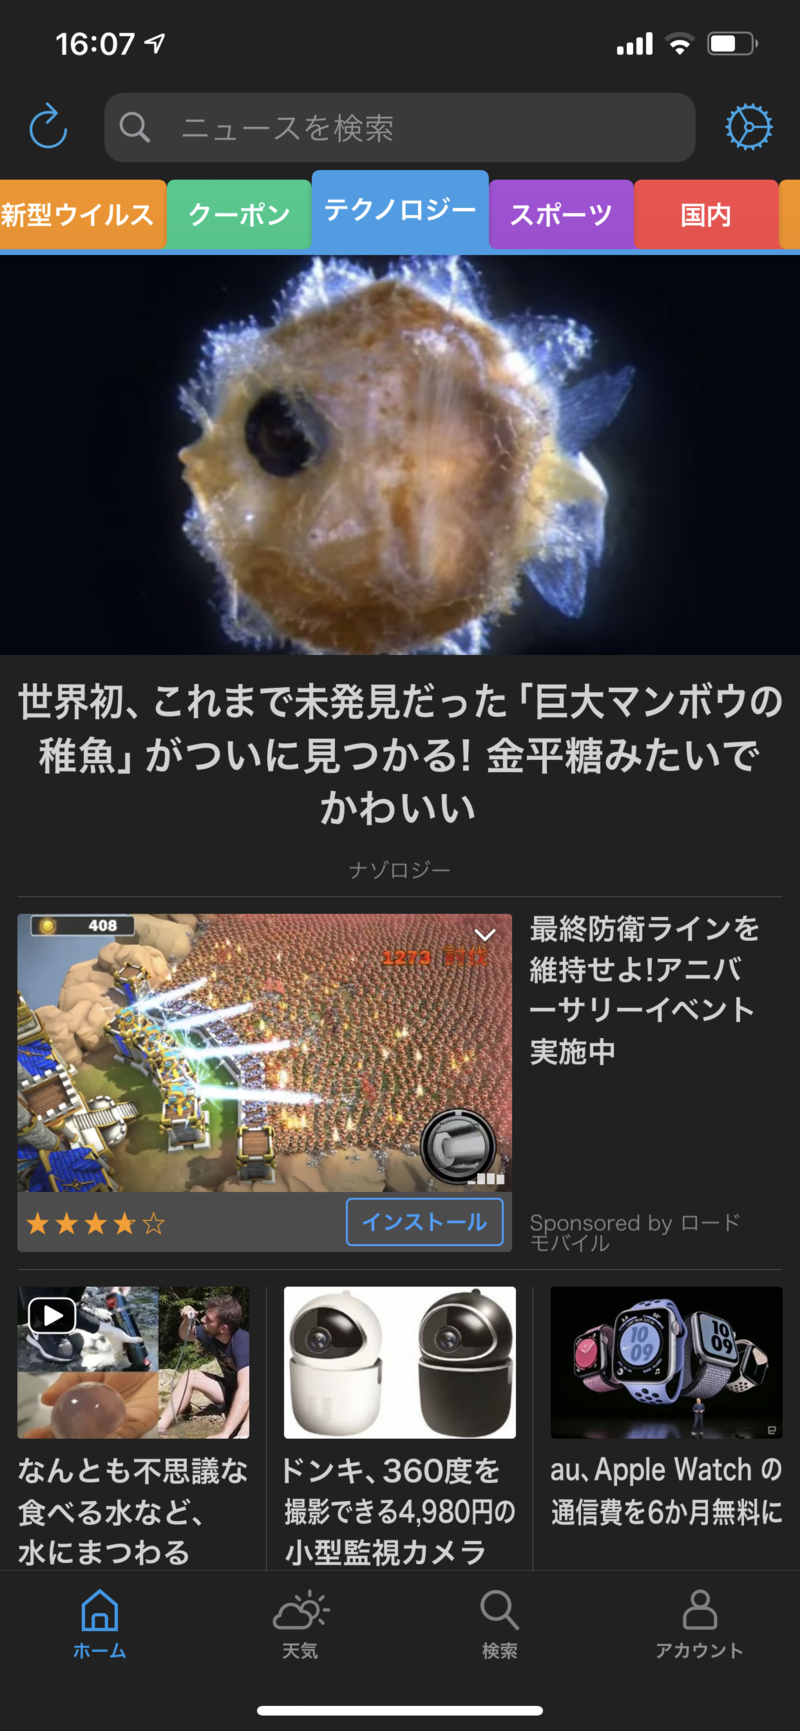 16:07
ニュースを検索
新型ウイルス
クーポン
テクノロジー
スポーツ
国内
世界初、これまで未発見だった「巨大マンボウの
稚魚」がついに見つかる! 金平糖みたいで
かわいい
ナゾロジー
408
1273 討伐
最終防衛ラインを
維持せよ!アニバ
ーサリーイベント
実施中
インストール
Sponsored by ロード
モバイル
なんとも不思議な
食べる水など、
水にまつわる
ドンキ、360度を
撮影できる4,980円の
小型監視カメラ
10
09
10
09
au、Apple Watch の
通信費を6か月無料に
ホーム
天気
検索
アカウント